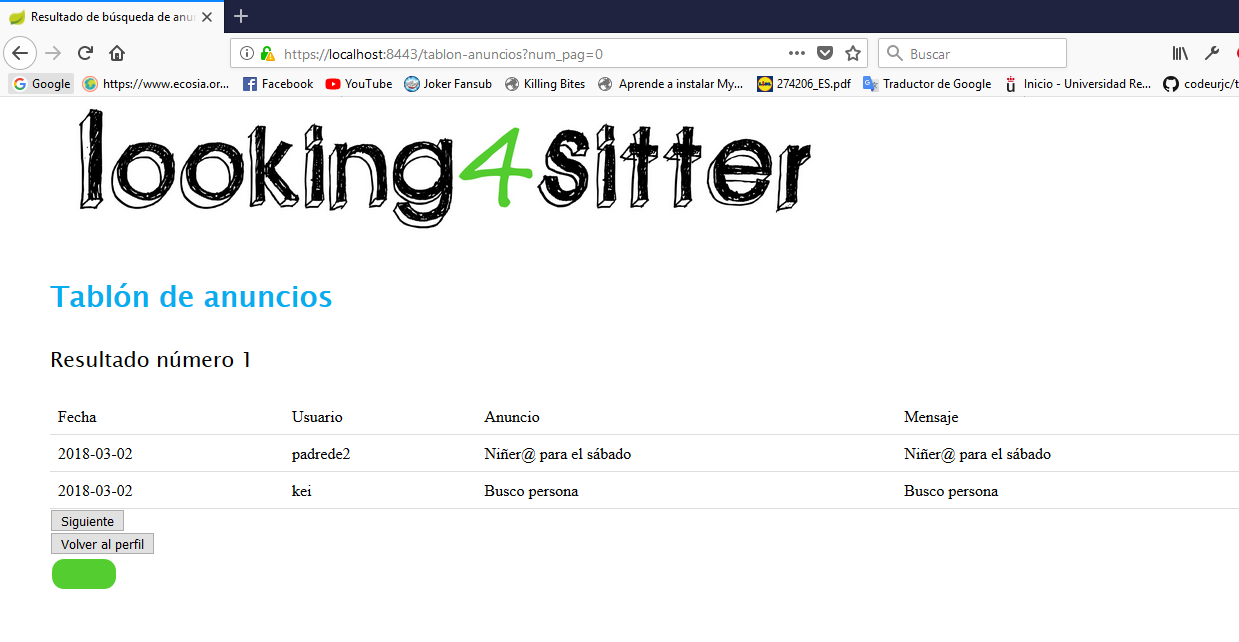 Resultado de búsqueda de anu
https://localhost:8443/tablon-anuncios?num_pag=0
Buscar
Google
https://www.ecosia.or...
Facebook
YouTube
Joker Fansub
Killing Bites
Aprende a instalar My...
274206_ES.pdf
Traductor de Google
Inicio - Universidad Re...
codeurjc/t
looking4sitter
Tablón de anuncios
Resultado número 1
Fecha Usuario Anuncio Mensaje
2018-03-02 padrede2 Niñer@ para el sábado Niñer@ para el sábado
2018-03-02 kei Busco persona Busco persona
Siguiente
Volver al perfil